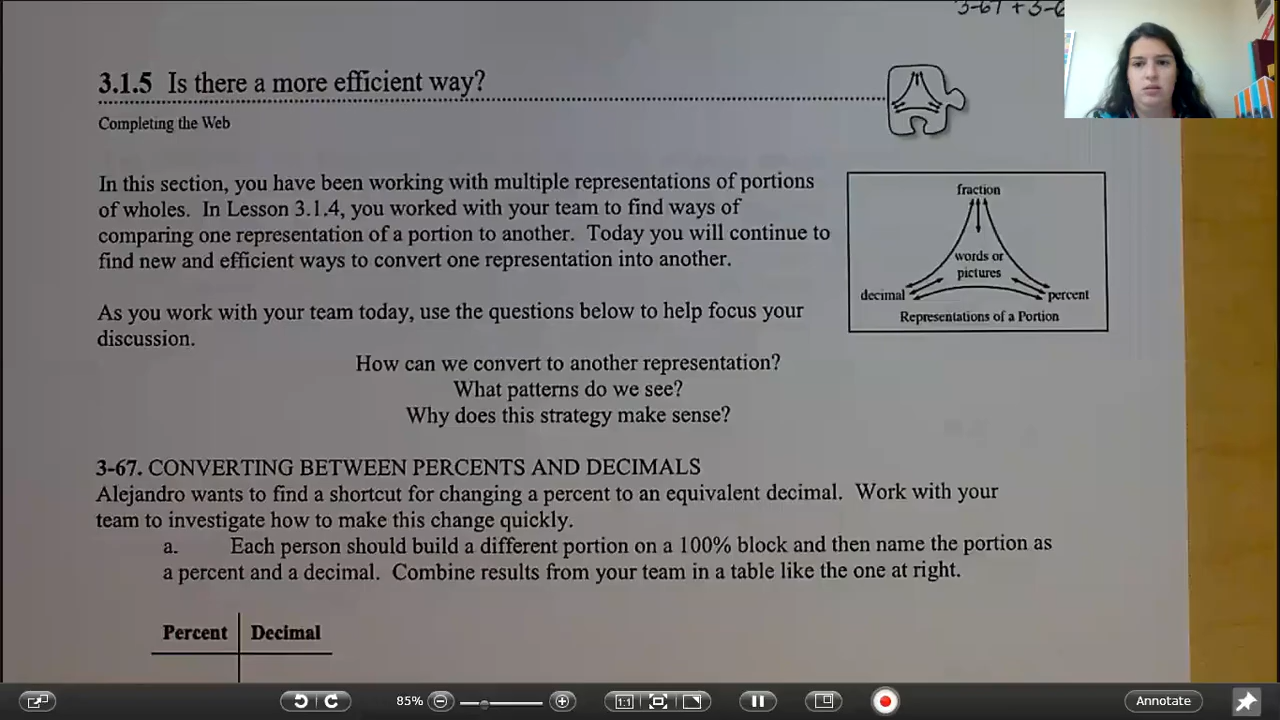 3-67 + 3-6
3.1.5 Is there a more efficient way?
Completing the Web
In this section, you have been working with multiple representations of portions
of wholes. In Lesson 3.1.4, you worked with your team to find ways of
comparing one representation of a portion to another. Today you will continue to
find new and efficient ways to convert one representation into another.
fraction
words or
pictures
decimal
percent
Representations of a Portion
As you work with your team today, use the questions below to help focus your
discussion.
How can we convert to another representation?
What patterns do we see?
Why does this strategy make sense?
3-67. CONVERTING BETWEEN PERCENTS AND DECIMALS
Alejandro wants to find a shortcut for changing a percent to an equivalent decimal. Work with your
team to investigate how to make this change quickly.
a. Each person should build a different portion on a 100% block and then name the portion as
a percent and a decimal. Combine results from your team in a table like the one at right.
Percent Decimal
85%
1:1
Annotate